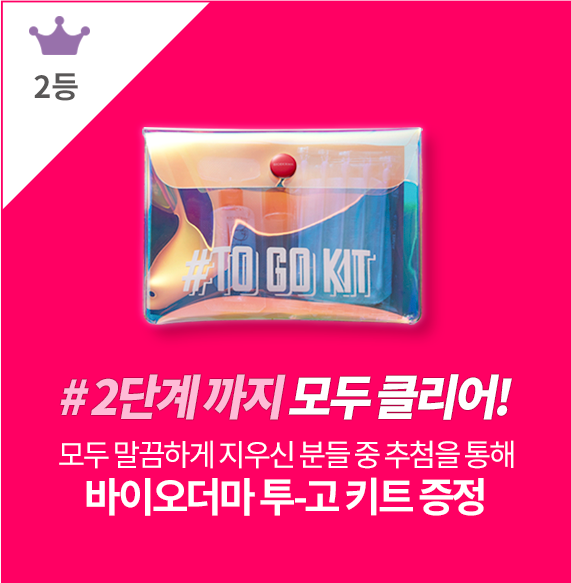 2등
#TO GO KIT
# 2단계 까지 모두 클리어!
모두 말끔하게 지우신 분들 중 추첨을 통해
바이오더마 투-고 키트 증정